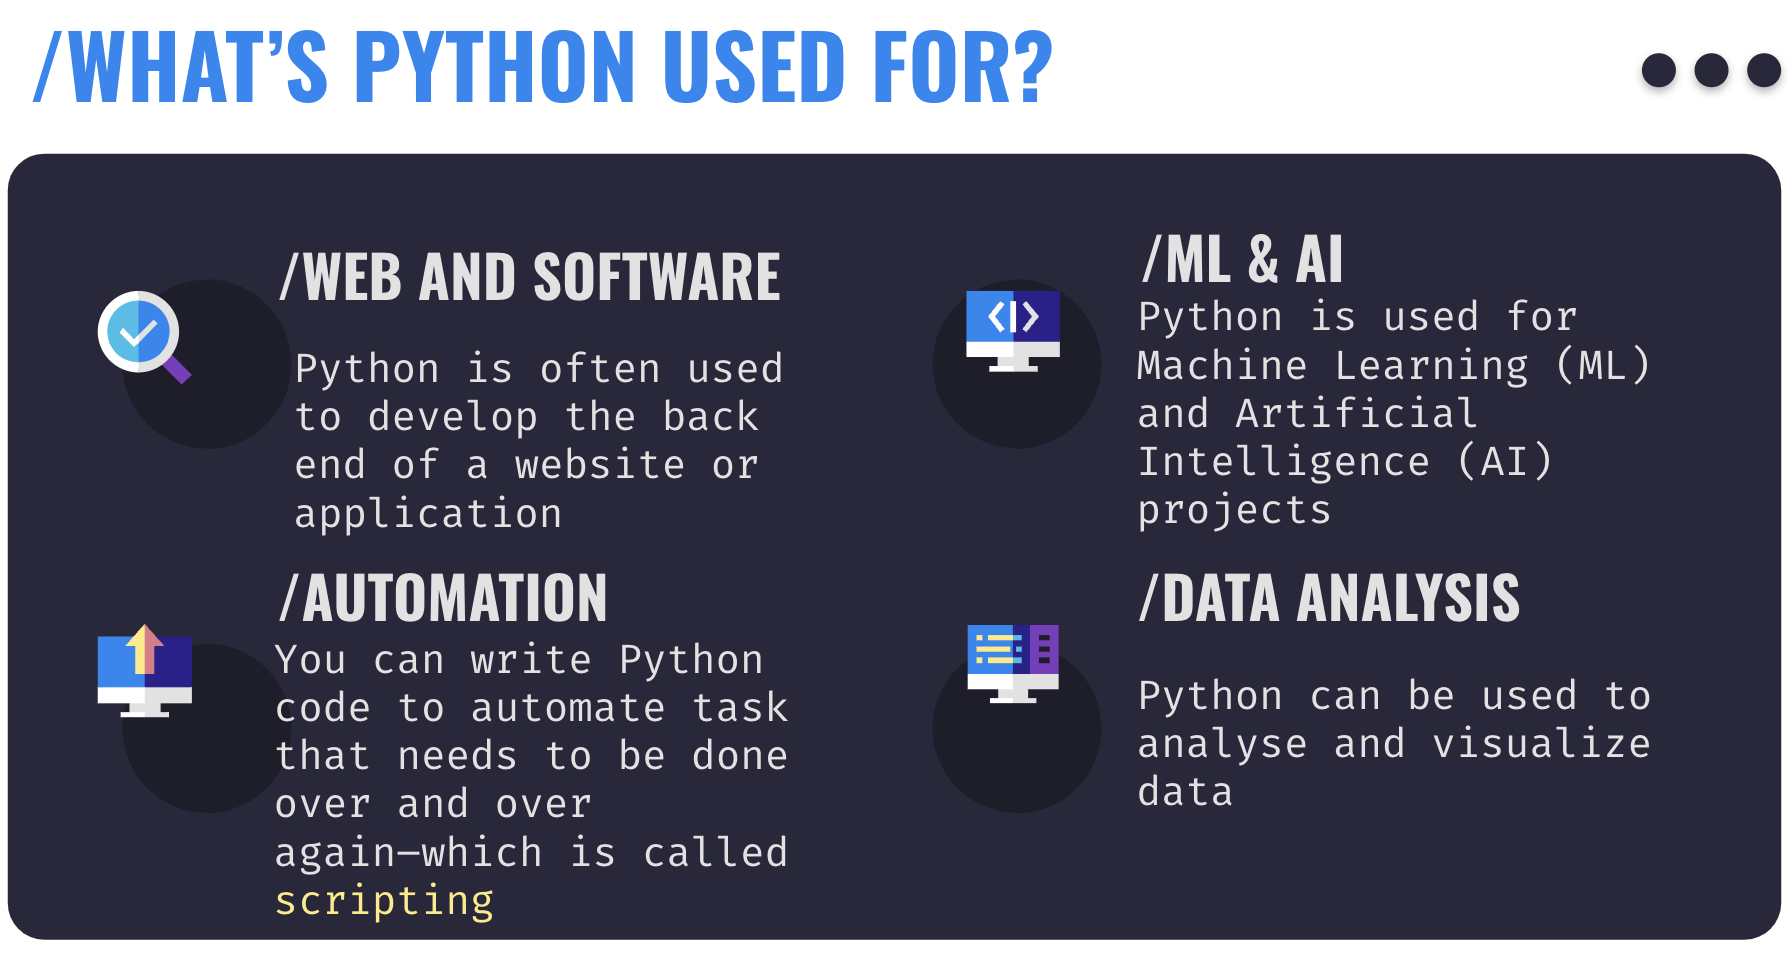 /WHAT’S PYTHON USED FOR?
/WEB AND SOFTWARE
Python is often used
to develop the back
end of a website or
application
/ML & AI
Python is used for
Machine Learning (ML)
and Artificial
Intelligence (AI)
projects
/AUTOMATION
You can write Python
code to automate task
that needs to be done
over and over
again—which is called
scripting
/DATA ANALYSIS
Python can be used to
analyse and visualize
data